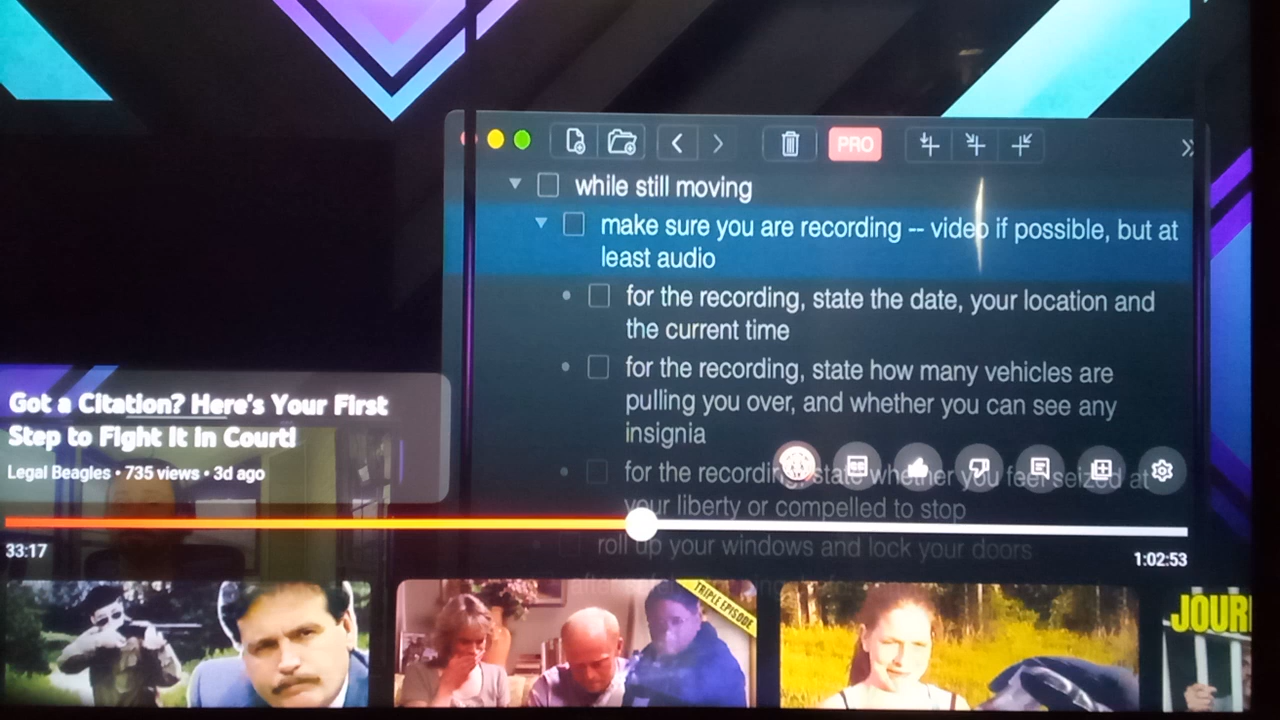 PRO
while still moving
make sure you are recording -- video if possible, but at
least audio
for the recording, state the date, your location and
the current time
for the recording, state how many vehicles are
pulling you over, and whether you can see any
insignia
for the recording, state whether you feel seized at
your liberty or compelled to stop
roll up your windows and lock your doors
Got a Citation? Here's Your First
Step to Fight It in Court!
Legal Beagles • 735 views • 3d ago
33:17
1:02:53
TRIPLE EPISODE